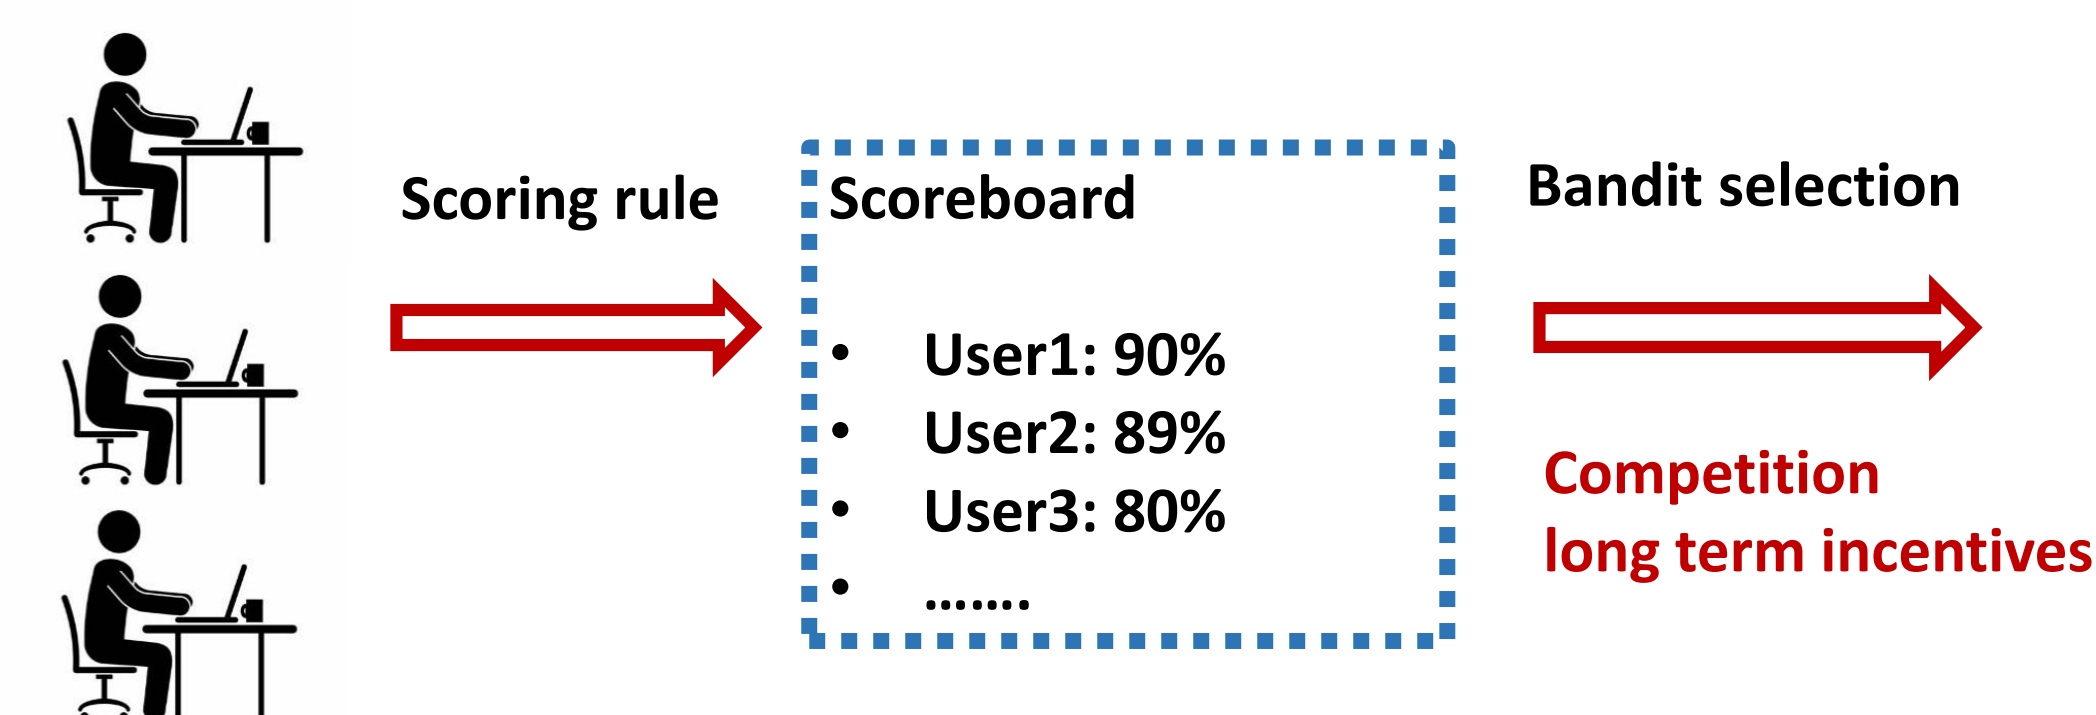 Scoring rule
Scoreboard
• User1: 90%
• User2: 89%
• User3: 80%
• .......
Bandit selection
Competition
long term incentives